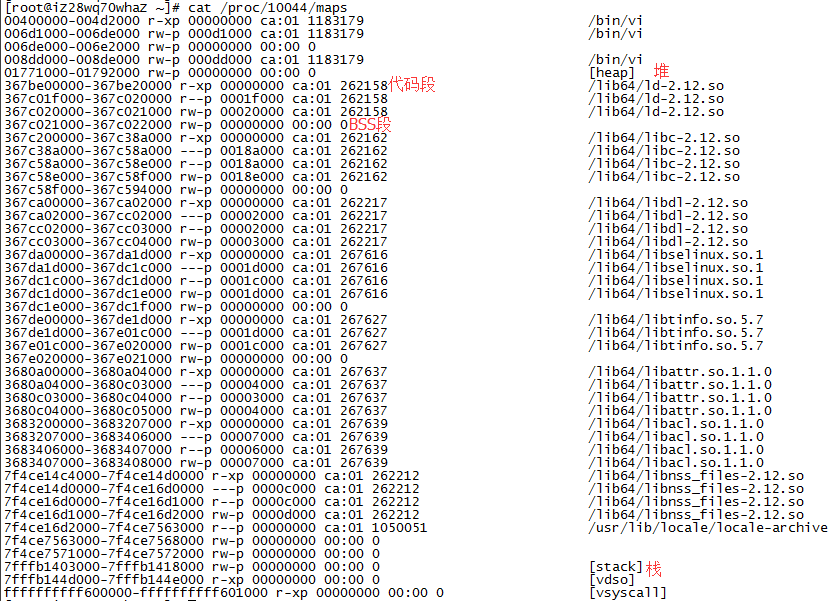 [root@iZ28wq70whaZ ~]# cat /proc/10044/maps
00400000-004d2000 r-xp 00000000 ca:01 1183179 /bin/vi
006d1000-006de000 rw-p 000d1000 ca:01 1183179 /bin/vi
006de000-006e2000 rw-p 00000000 00:00 0
008dd000-008de000 rw-p 000dd000 ca:01 1183179 /bin/vi
01771000-01792000 rw-p 00000000 00:00 0 [heap] 堆
367be00000-367be20000 r-xp 00000000 ca:01 262158代码段 /lib64/ld-2.12.so
367c01f000-367c020000 r--p 0001f000 ca:01 262158 /lib64/ld-2.12.so
367c020000-367c021000 rw-p 00020000 ca:01 262158 /lib64/ld-2.12.so
367c021000-367c022000 rw-p 00000000 00:00 0BSS段
367c200000-367c38a000 r-xp 00000000 ca:01 262162 /lib64/libc-2.12.so
367c38a000-367c58a000 ---p 0018a000 ca:01 262162 /lib64/libc-2.12.so
367c58a000-367c58e000 r--p 0018a000 ca:01 262162 /lib64/libc-2.12.so
367c58e000-367c58f000 rw-p 0018e000 ca:01 262162 /lib64/libc-2.12.so
367c58f000-367c594000 rw-p 00000000 00:00 0
367ca00000-367ca02000 r-xp 00000000 ca:01 262217 /lib64/libdl-2.12.so
367ca02000-367cc02000 ---p 00002000 ca:01 262217 /lib64/libdl-2.12.so
367cc02000-367cc03000 r--p 00002000 ca:01 262217 /lib64/libdl-2.12.so
367cc03000-367cc04000 rw-p 00003000 ca:01 262217 /lib64/libdl-2.12.so
367da00000-367da1d000 r-xp 00000000 ca:01 267616 /lib64/libselinux.so.1
367da1d000-367dc1c000 ---p 0001d000 ca:01 267616 /lib64/libselinux.so.1
367dc1c000-367dc1d000 r--p 0001c000 ca:01 267616 /lib64/libselinux.so.1
367dc1d000-367dc1e000 rw-p 0001d000 ca:01 267616 /lib64/libselinux.so.1
367dc1e000-367dc1f000 rw-p 00000000 00:00 0
367de00000-367de1d000 r-xp 00000000 ca:01 267627 /lib64/libtinfo.so.5.7
367de1d000-367e01c000 ---p 0001d000 ca:01 267627 /lib64/libtinfo.so.5.7
367e01c000-367e020000 rw-p 0001c000 ca:01 267627 /lib64/libtinfo.so.5.7
367e020000-367e021000 rw-p 00000000 00:00 0
3680a00000-3680a04000 r-xp 00000000 ca:01 267637 /lib64/libattr.so.1.1.0
3680a04000-3680c03000 ---p 00004000 ca:01 267637 /lib64/libattr.so.1.1.0
3680c03000-3680c04000 r--p 00003000 ca:01 267637 /lib64/libattr.so.1.1.0
3680c04000-3680c05000 rw-p 00004000 ca:01 267637 /lib64/libattr.so.1.1.0
3683200000-3683207000 r-xp 00000000 ca:01 267639 /lib64/libacl.so.1.1.0
3683207000-3683406000 ---p 00007000 ca:01 267639 /lib64/libacl.so.1.1.0
3683406000-3683407000 r--p 00006000 ca:01 267639 /lib64/libacl.so.1.1.0
3683407000-3683408000 rw-p 00007000 ca:01 267639 /lib64/libacl.so.1.1.0
7f4ce14c4000-7f4ce14d0000 r-xp 00000000 ca:01 262212 /lib64/libnss_files-2.12.so
7f4ce14d0000-7f4ce16d0000 ---p 0000c000 ca:01 262212 /lib64/libnss_files-2.12.so
7f4ce16d0000-7f4ce16d1000 r--p 0000c000 ca:01 262212 /lib64/libnss_files-2.12.so
7f4ce16d1000-7f4ce16d2000 rw-p 0000d000 ca:01 262212 /lib64/libnss_files-2.12.so
7f4ce16d2000-7f4ce7563000 r--p 00000000 ca:01 1050051 /usr/lib/locale/locale-archive
7f4ce7563000-7f4ce7568000 rw-p 00000000 00:00 0
7f4ce7571000-7f4ce7572000 rw-p 00000000 00:00 0
7fffb1403000-7fffb1418000 rw-p 00000000 00:00 0 [stack] 栈
7fffb144d000-7fffb144e000 r-xp 00000000 00:00 0 [vdso]
ffffffffff600000-ffffffffff601000 r-xp 00000000 00:00 0 [vsyscall]